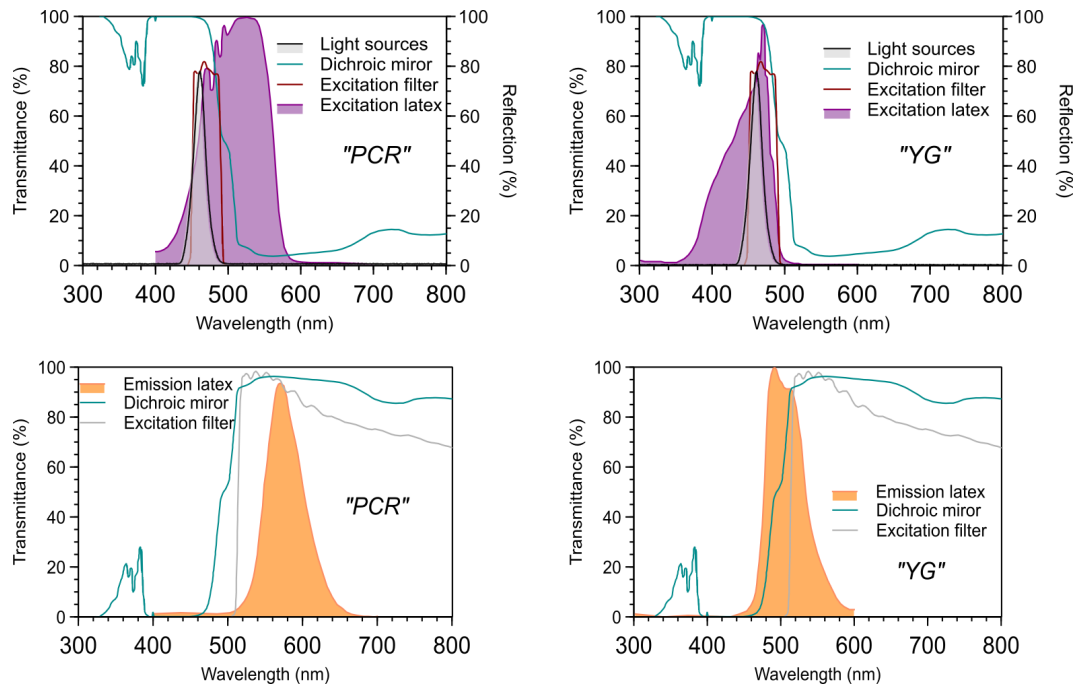 100
80
60
40
20
0
Transmittance (%)
Light sources
Dichroic miror
Excitation filter
Excitation latex
"PCR"
100
80
60
40
20
0
Reflection (%)
300 400 500 600 700 800
Wavelength (nm)
100
80
60
40
20
0
Transmittance (%)
Light sources
Dichroic miror
Excitation filter
Excitation latex
"YG"
100
80
60
40
20
0
Reflection (%)
300 400 500 600 700 800
Wavelength (nm)
100
80
60
40
20
0
Transmittance (%)
Emission latex
Dichroic miror
Excitation filter
"PCR"
300 400 500 600 700 800
Wavelength (nm)
100
80
60
40
20
0
Transmittance (%)
Emission latex
Dichroic miror
Excitation filter
"YG"
300 400 500 600 700 800
Wavelength (nm)